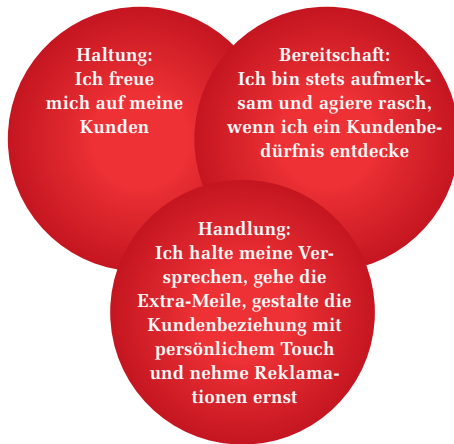 Haltung:
Ich freue
mich auf meine
Kunden
Bereitschaft:
Ich bin stets aufmerk-
sam und agiere rasch,
wenn ich ein Kundenbe-
dürfnis entdecke
Handlung:
Ich halte meine Ver-
sprechen, gehe die
Extra-Meile, gestalte die
Kundenbeziehung mit
persönlichem Touch
und nehme Reklama-
tionen ernst